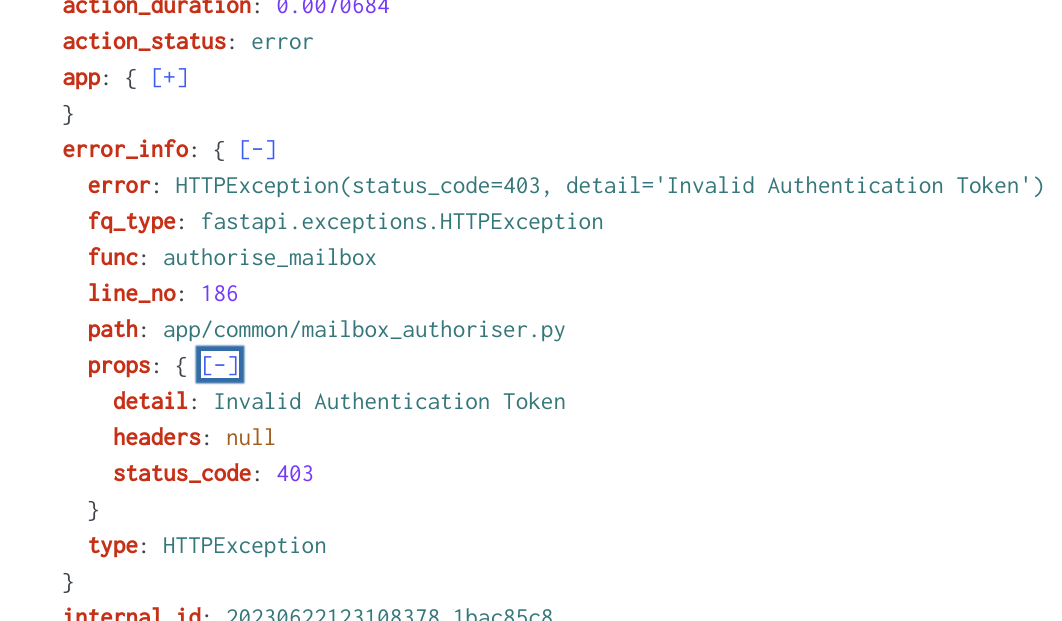 action_duration: 0.0070684
action_status: error
app: { [+]
}
error_info: { [-]
error: HTTPException(status_code=403, detail='Invalid Authentication Token')
fq_type: fastapi.exceptions.HTTPException
func: authorise_mailbox
line_no: 186
path: app/common/mailbox_authoriser.py
props: { [-]
detail: Invalid Authentication Token
headers: null
status_code: 403
}
type: HTTPException
}
internal_id: 20230622123108378_1bac85c8